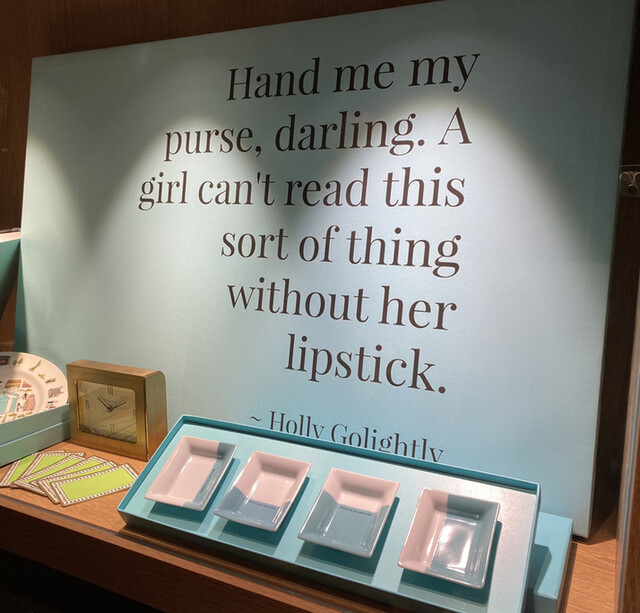 Hand me my
purse, darling. A
girl can't read this
sort of thing
without her
lipstick.
~ Holly Golightly